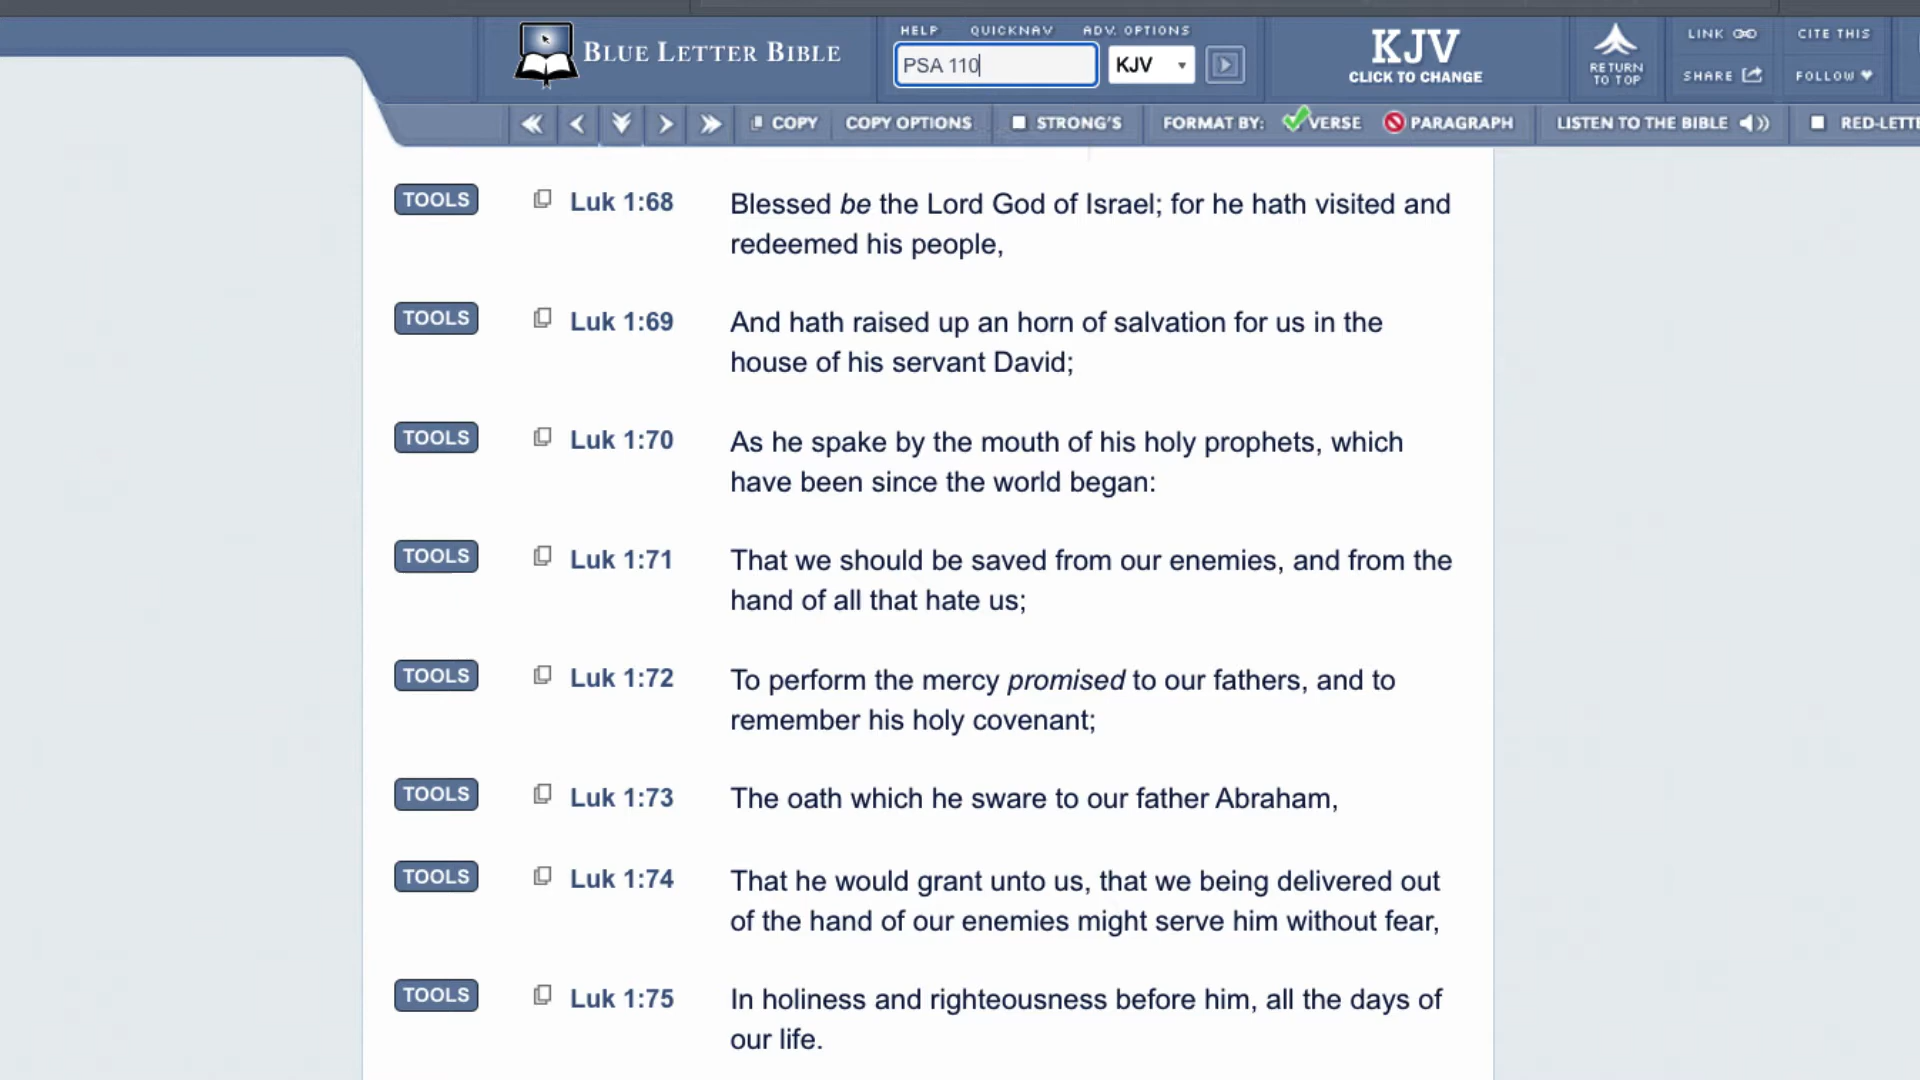 BLUE LETTER BIBLE
HELP QUICKNAV ADV. OPTIONS
PSA 110
KJV
KJV
CLICK TO CHANGE
RETURN
TO TOP
LINK
CITE THIS
SHARE
FOLLOW
COPY COPY OPTIONS STRONG'S FORMAT BY: VERSE PARAGRAPH LISTEN TO THE BIBLE RED-LETTE
TOOLS Luk 1:68 Blessed be the Lord God of Israel; for he hath visited and
redeemed his people,
TOOLS Luk 1:69 And hath raised up an horn of salvation for us in the
house of his servant David;
TOOLS Luk 1:70 As he spake by the mouth of his holy prophets, which
have been since the world began:
TOOLS Luk 1:71 That we should be saved from our enemies, and from the
hand of all that hate us;
TOOLS Luk 1:72 To perform the mercy promised to our fathers, and to
remember his holy covenant;
TOOLS Luk 1:73 The oath which he sware to our father Abraham,
TOOLS Luk 1:74 That he would grant unto us, that we being delivered out
of the hand of our enemies might serve him without fear,
TOOLS Luk 1:75 In holiness and righteousness before him, all the days of
our life.